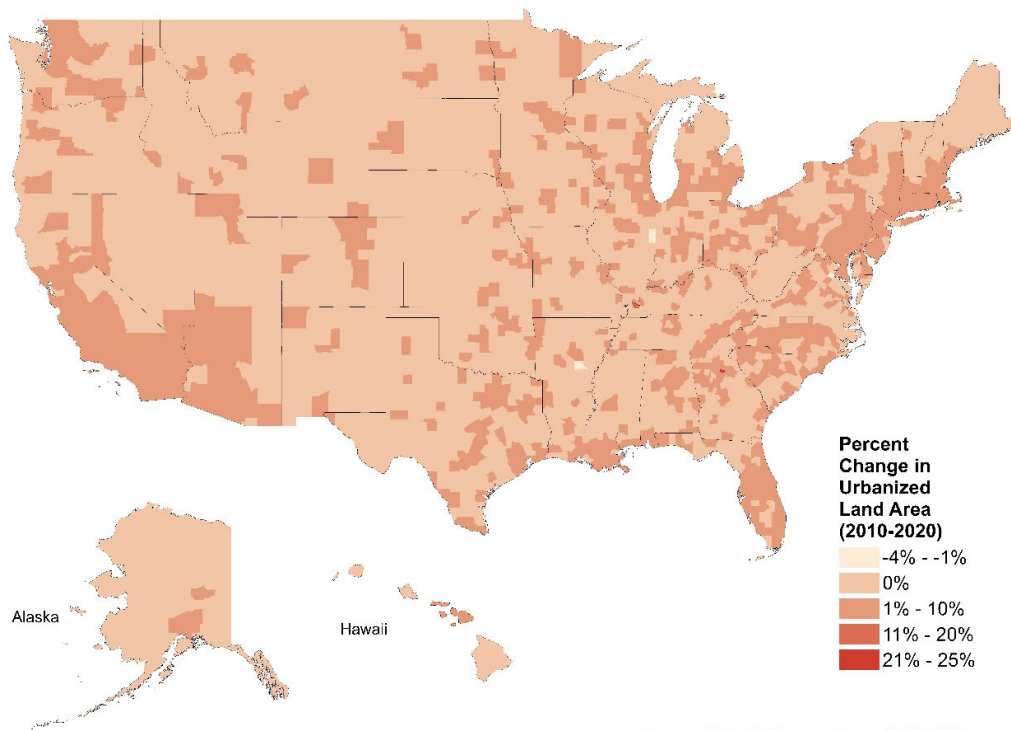 Percent
Change in
Urbanized
Land Area
(2010-2020)
-4% - -1%
0%
1% - 10%
11% - 20%
21% - 25%
Alaska
Hawaii